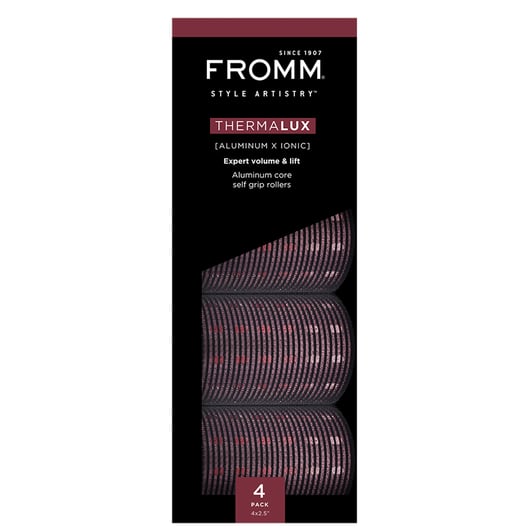 SINCE 1907
FROMM®
STYLE ARTISTRY™
THERMALUX
[ALUMINUM X IONIC]
Expert volume & lift
Aluminum core
self grip rollers
4
PACK
4x2.5"